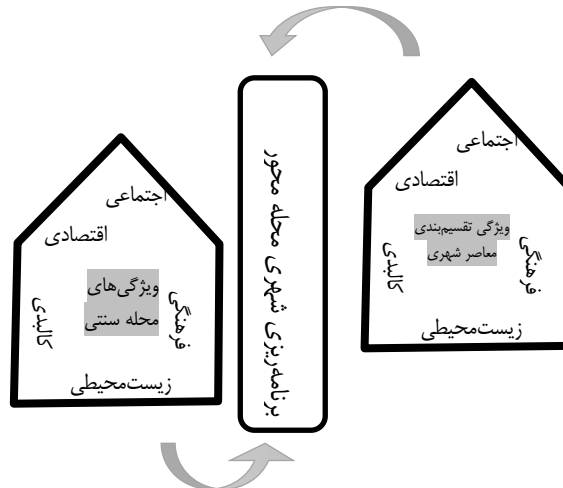 اجتماعی
اقتصادی
ویژگی تقسیم‌بندی
معاصر شهری
فرهنگی
کالبدی
زیست‌محیطی
برنامه‌ریزی شهری محله محور
اجتماعی
اقتصادی
ویژگی‌های
محله سنتی
فرهنگی
کالبدی
زیست‌محیطی